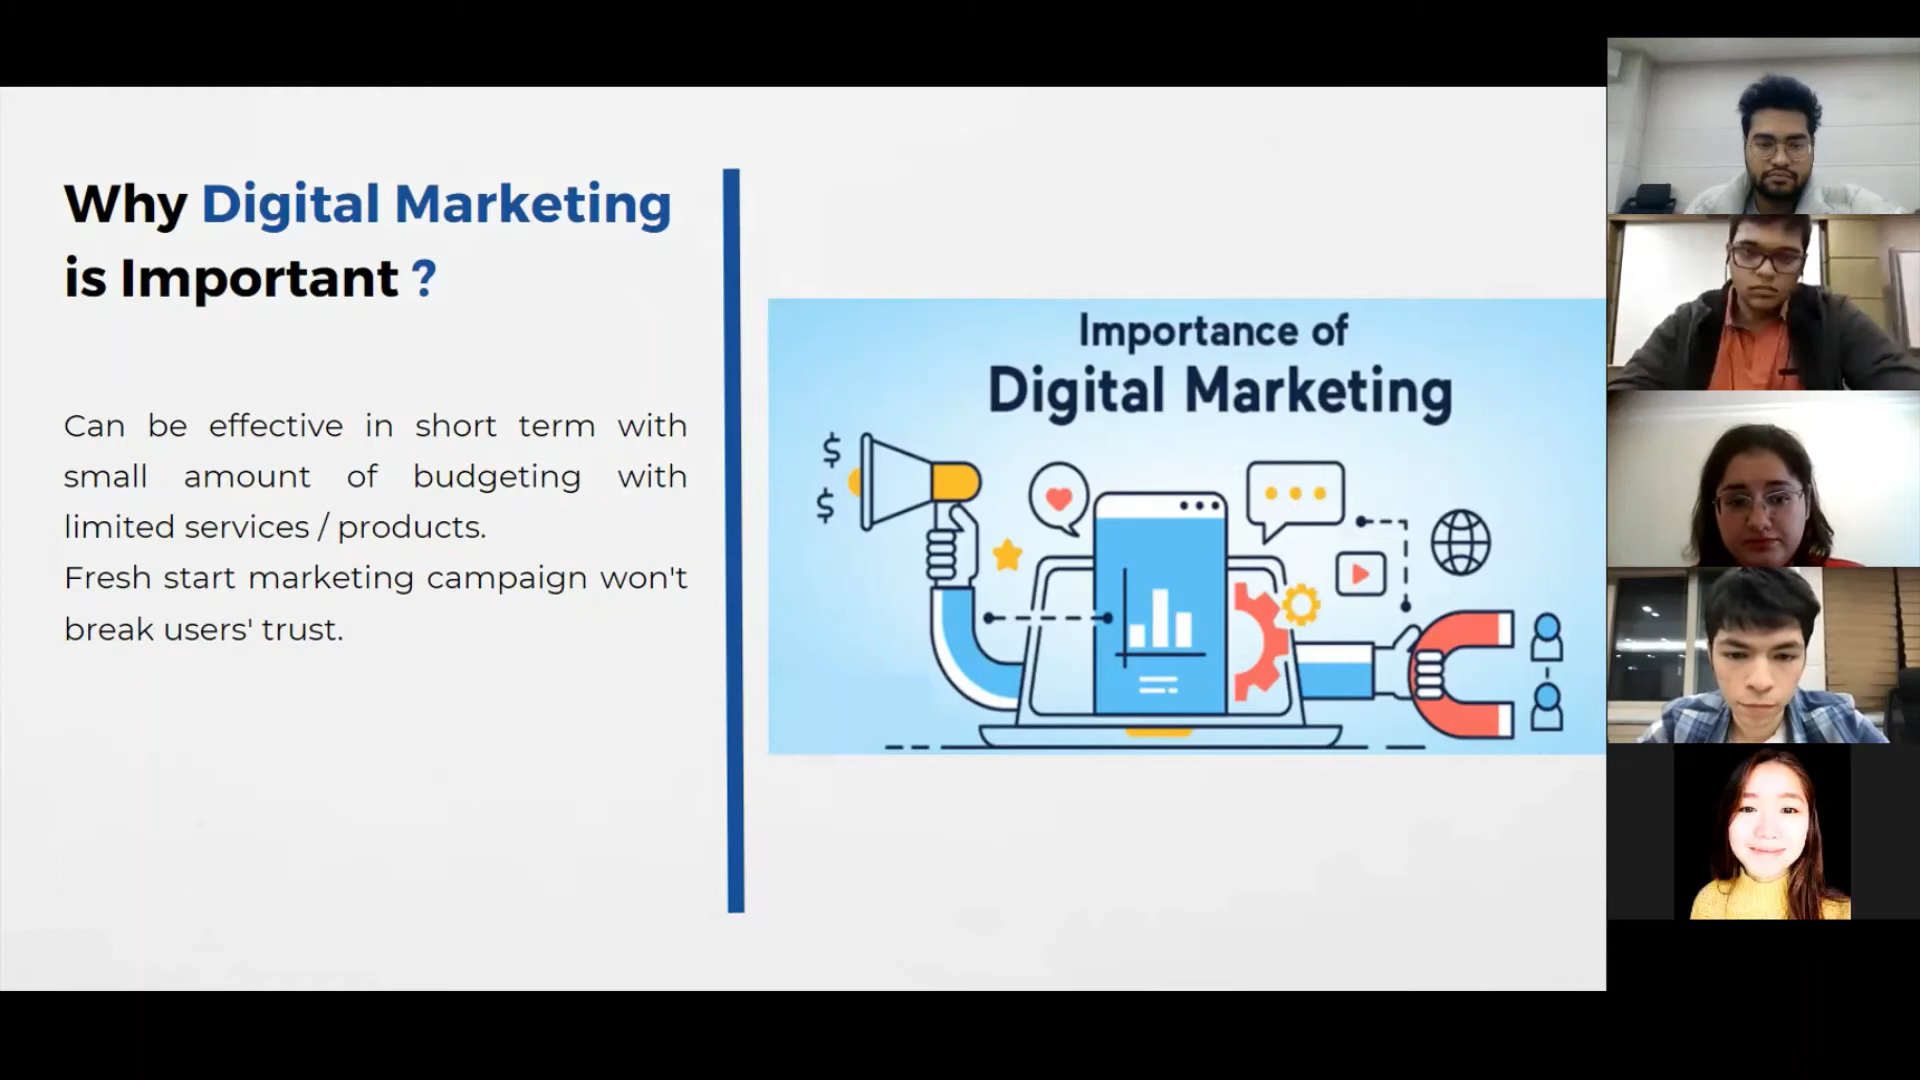 Why Digital Marketing
is Important ?
Can be effective in short term with
small amount of budgeting with
limited services / products.
Fresh start marketing campaign won't
break users' trust.
Importance of
Digital Marketing
$
$